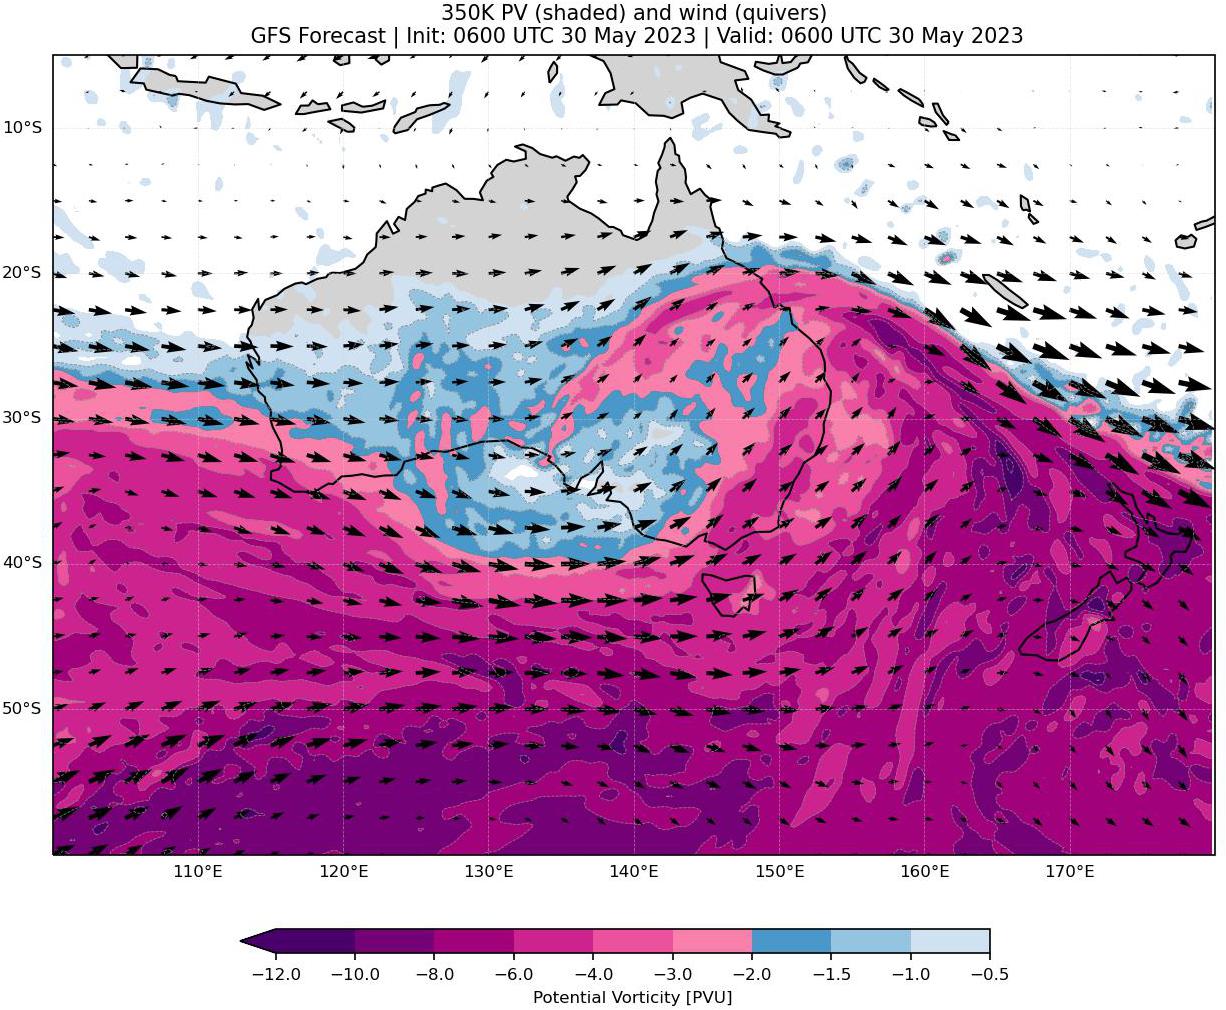 350K PV (shaded) and wind (quivers)
GFS Forecast | Init: 0600 UTC 30 May 2023 | Valid: 0600 UTC 30 May 2023
10°S
20°S
30°S
40°S
50°S
110°E 120°E 130°E 140°E 150°E 160°E 170°E
−12.0 −10.0 −8.0 −6.0 −4.0 −3.0 −2.0 −1.5 −1.0 −0.5
Potential Vorticity [PVU]